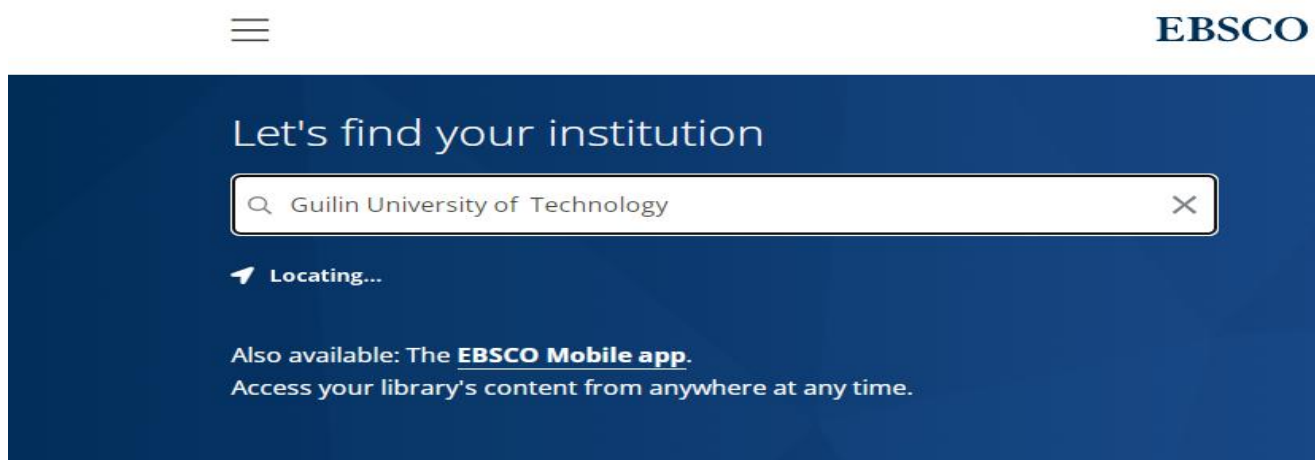 EBSCO
Let's find your institution
Guilin University of Technology
Locating...
Also available: The EBSCO Mobile app.
Access your library's content from anywhere at any time.